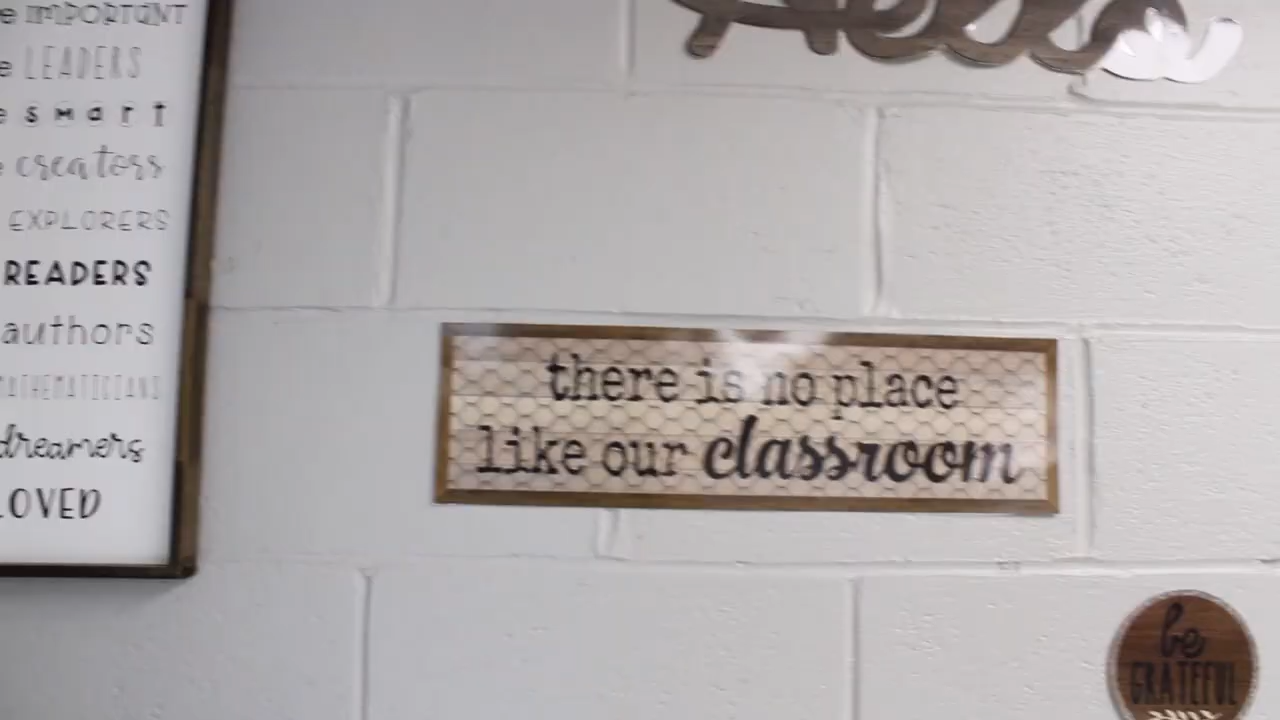 Hello
IMPORTANT
LEADERS
smart
creators
EXPLORERS
READERS
authors
MATHEMATICIANS
dreamers
LOVED
there is no place
like our classroom
be
GRATEFUL